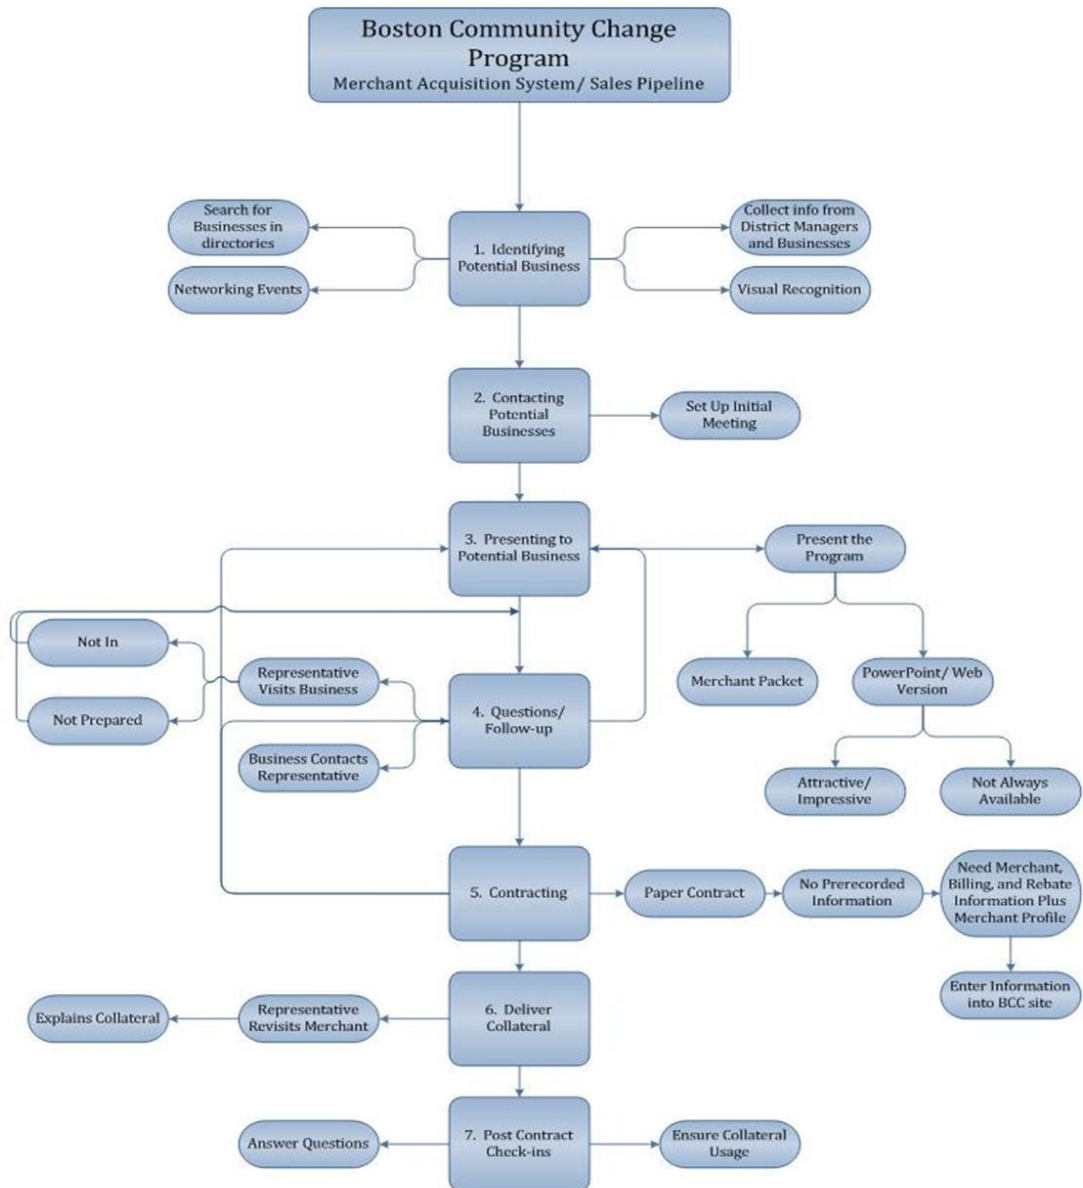 Boston Community Change
Program
Merchant Acquisition System/ Sales Pipeline
Search for
Businesses in
directories
Networking Events
1. Identifying
Potential Business
Collect info from
District Managers
and Businesses
Visual Recognition
2. Contacting
Potential
Businesses
Set Up Initial
Meeting
3. Presenting to
Potential Business
Present the
Program
Not In
Not Prepared
Representative
Visits Business
Business Contacts
Representative
4. Questions/
Follow-up
Merchant Packet
PowerPoint/ Web
Version
Attractive/
Impressive
Not Always
Available
5. Contracting
Paper Contract
No Prerecorded
Information
Need Merchant,
Billing, and Rebate
Information Plus
Merchant Profile
Enter Information
into BCC site
Explains Collateral
Representative
Revisits Merchant
6. Deliver
Collateral
Answer Questions
7. Post Contract
Check-ins
Ensure Collateral
Usage